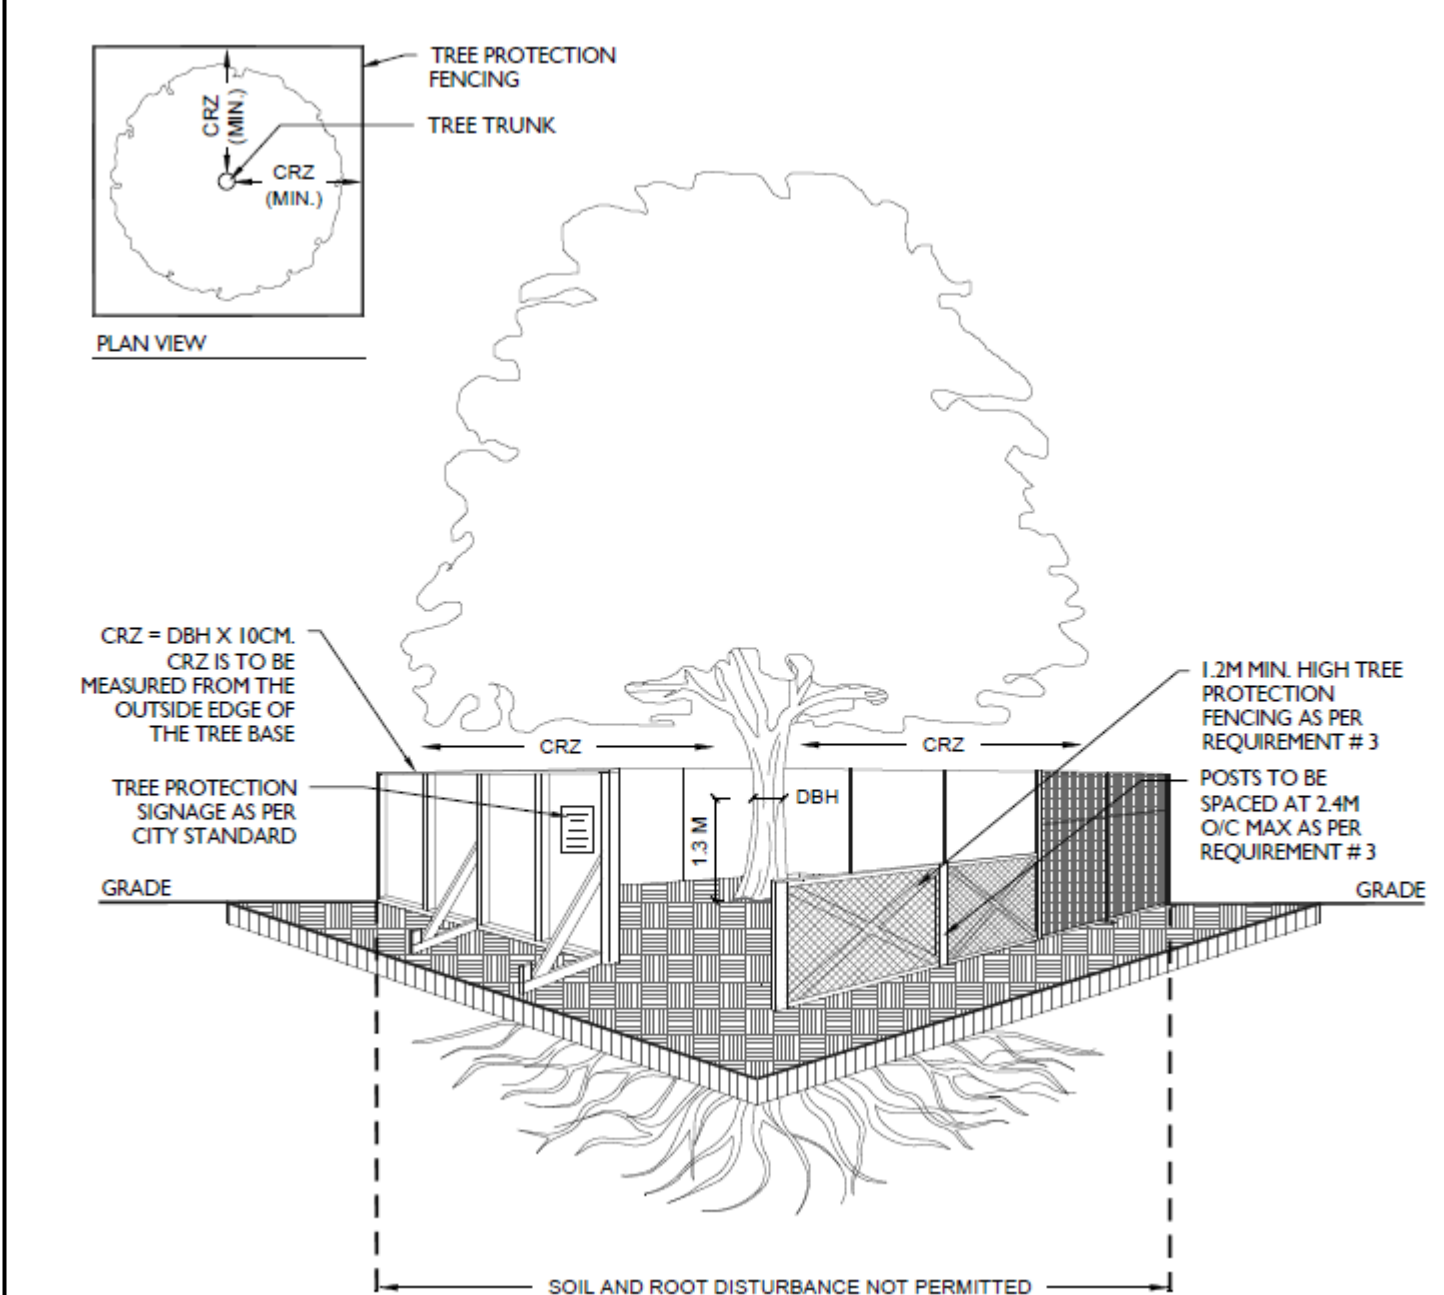 TREE PROTECTION
FENCING
CRZ
(MIN.)
TREE TRUNK
CRZ
(MIN.)
PLAN VIEW
CRZ = DBH X 10CM.
CRZ IS TO BE
MEASURED FROM THE
OUTSIDE EDGE OF
THE TREE BASE
TREE PROTECTION
SIGNAGE AS PER
CITY STANDARD
GRADE
CRZ
CRZ
DBH
1.3 M
1.2M MIN. HIGH TREE
PROTECTION
FENCING AS PER
REQUIREMENT # 3
POSTS TO BE
SPACED AT 2.4M
O/C MAX AS PER
REQUIREMENT # 3
GRADE
SOIL AND ROOT DISTURBANCE NOT PERMITTED